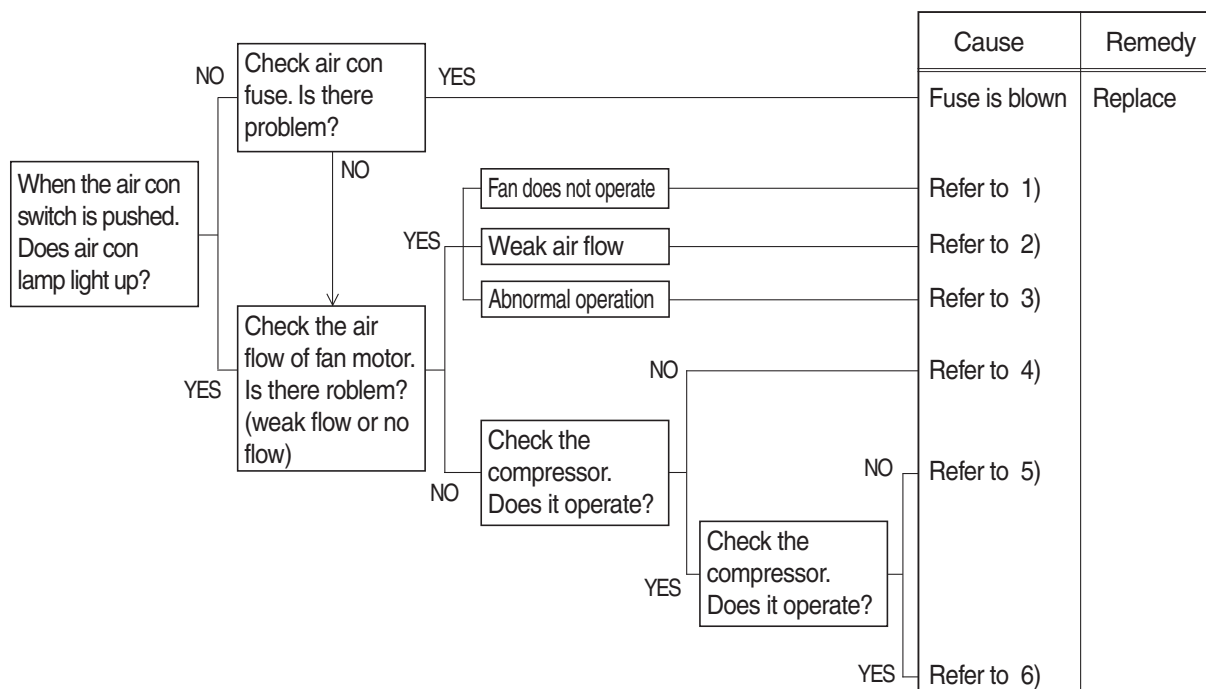 Cause
Remedy
NO
Check air con
fuse. Is there
problem?
YES
Fuse is blown
Replace
NO
When the air con
switch is pushed.
Does air con
lamp light up?
YES
Fan does not operate
Refer to 1)
Weak air flow
Refer to 2)
Abnormal operation
Refer to 3)
YES
Check the air
flow of fan motor.
Is there roblem?
(weak flow or no
flow)
NO
Refer to 4)
NO
Check the
compressor.
Does it operate?
NO
Refer to 5)
YES
Check the
compressor.
Does it operate?
YES
Refer to 6)